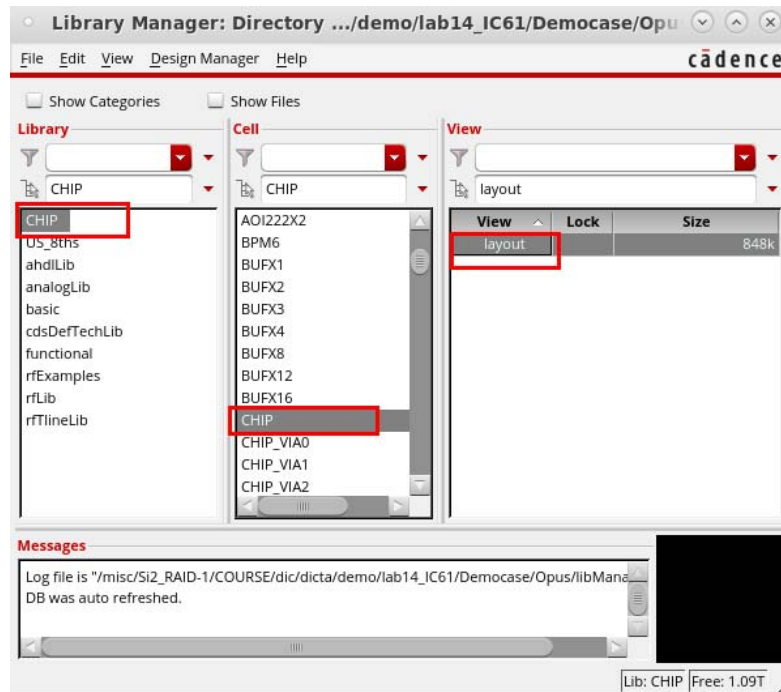 Library Manager: Directory .../demo/lab14_IC61/Democase/Opu
File Edit View Design Manager Help
cādence
Show Categories Show Files
Library
CHIP
CHIP
US_8ths
ahdlLib
analogLib
basic
cdsDefTechLib
functional
rfExamples
rfLib
rfTlineLib
Cell
CHIP
AOI222X2
BPM6
BUFX1
BUFX2
BUFX3
BUFX4
BUFX8
BUFX12
BUFX16
CHIP
CHIP_VIA0
CHIP_VIA1
CHIP_VIA2
View
layout
View Lock Size
layout 848k
Messages
Log file is "/misc/Si2_RAID-1/COURSE/dic/dicta/demo/lab14_IC61/Democase/Opus/libMana
DB was auto refreshed.
Lib: CHIP Free: 1.09T